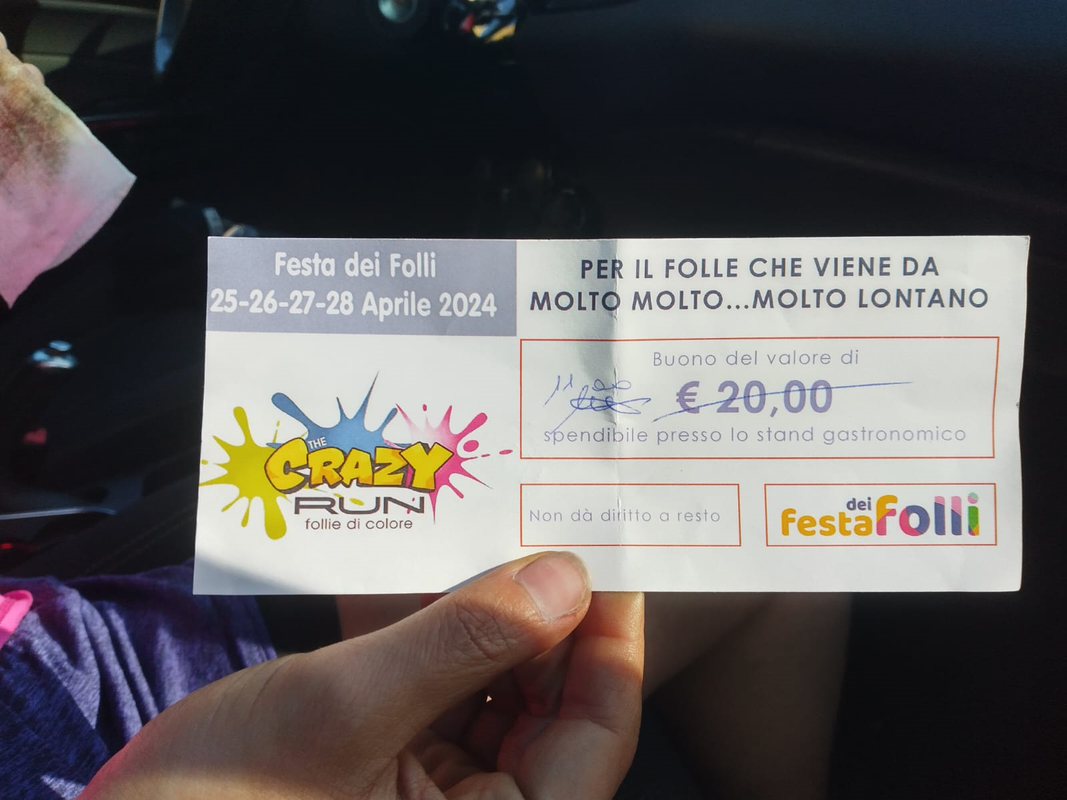 Festa dei Folli
25-26-27-28 Aprile 2024
THE
CRAZY
RUN
follie di colore
PER IL FOLLE CHE VIENE DA
MOLTO MOLTO...MOLTO LONTANO
Buono del valore di
€ 20,00
spendibile presso lo stand gastronomico
Non dà diritto a resto
dei
festa Folli